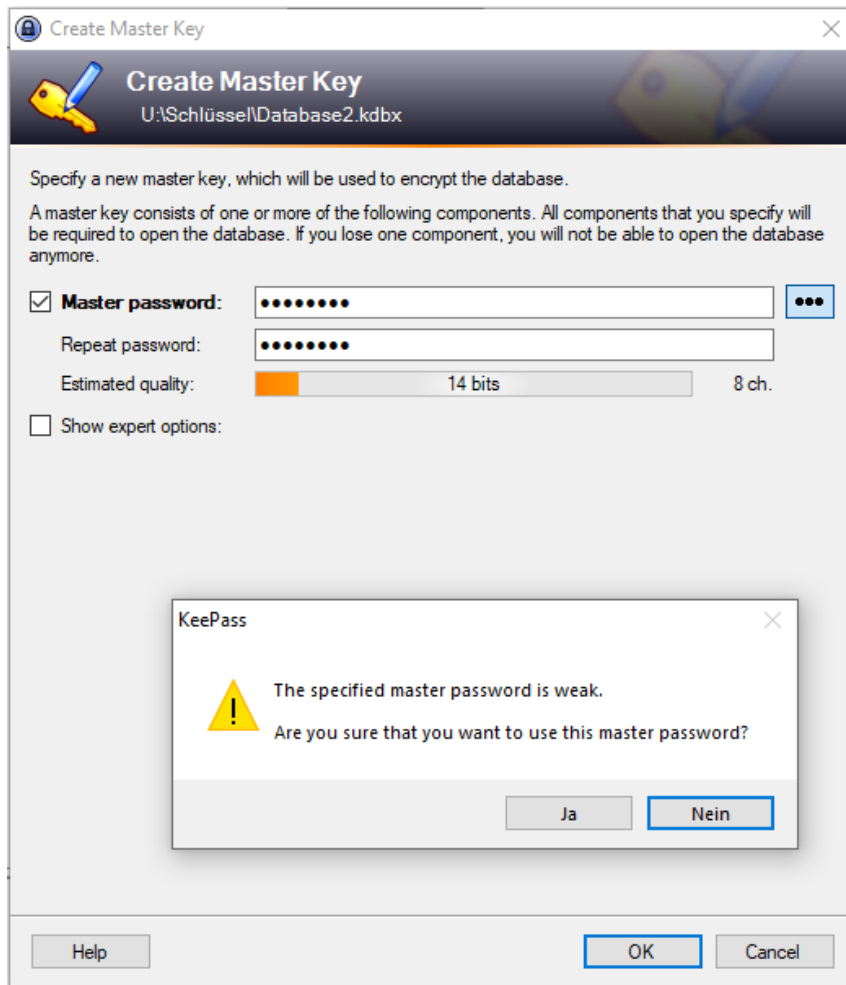 Create Master Key
Create Master Key
U:\Schlüssel\Database2.kdbx
Specify a new master key, which will be used to encrypt the database.
A master key consists of one or more of the following components. All components that you specify will
be required to open the database. If you lose one component, you will not be able to open the database
anymore.
Master password: ●●●●●●●● ●●●
Repeat password: ●●●●●●●●
Estimated quality: 14 bits 8 ch.
Show expert options:
KeePass
The specified master password is weak.
Are you sure that you want to use this master password?
Ja Nein
Help OK Cancel